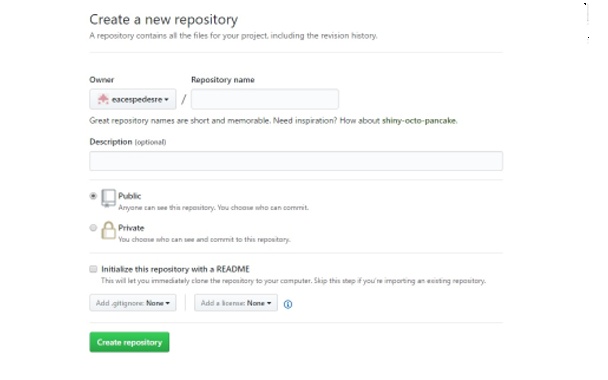 Create a new repository
A repository contains all the files for your project, including the revision history.
Owner
Repository name
eacespedesre
/
Great repository names are short and memorable. Need inspiration? How about shiny-octo-pancake.
Description (optional)
Public
Anyone can see this repository. You choose who can commit.
Private
You choose who can see and commit to this repository.
Initialize this repository with a README
This will let you immediately clone the repository to your computer. Skip this step if you're importing an existing repository.
Add .gitignore: None
Add a license: None
Create repository